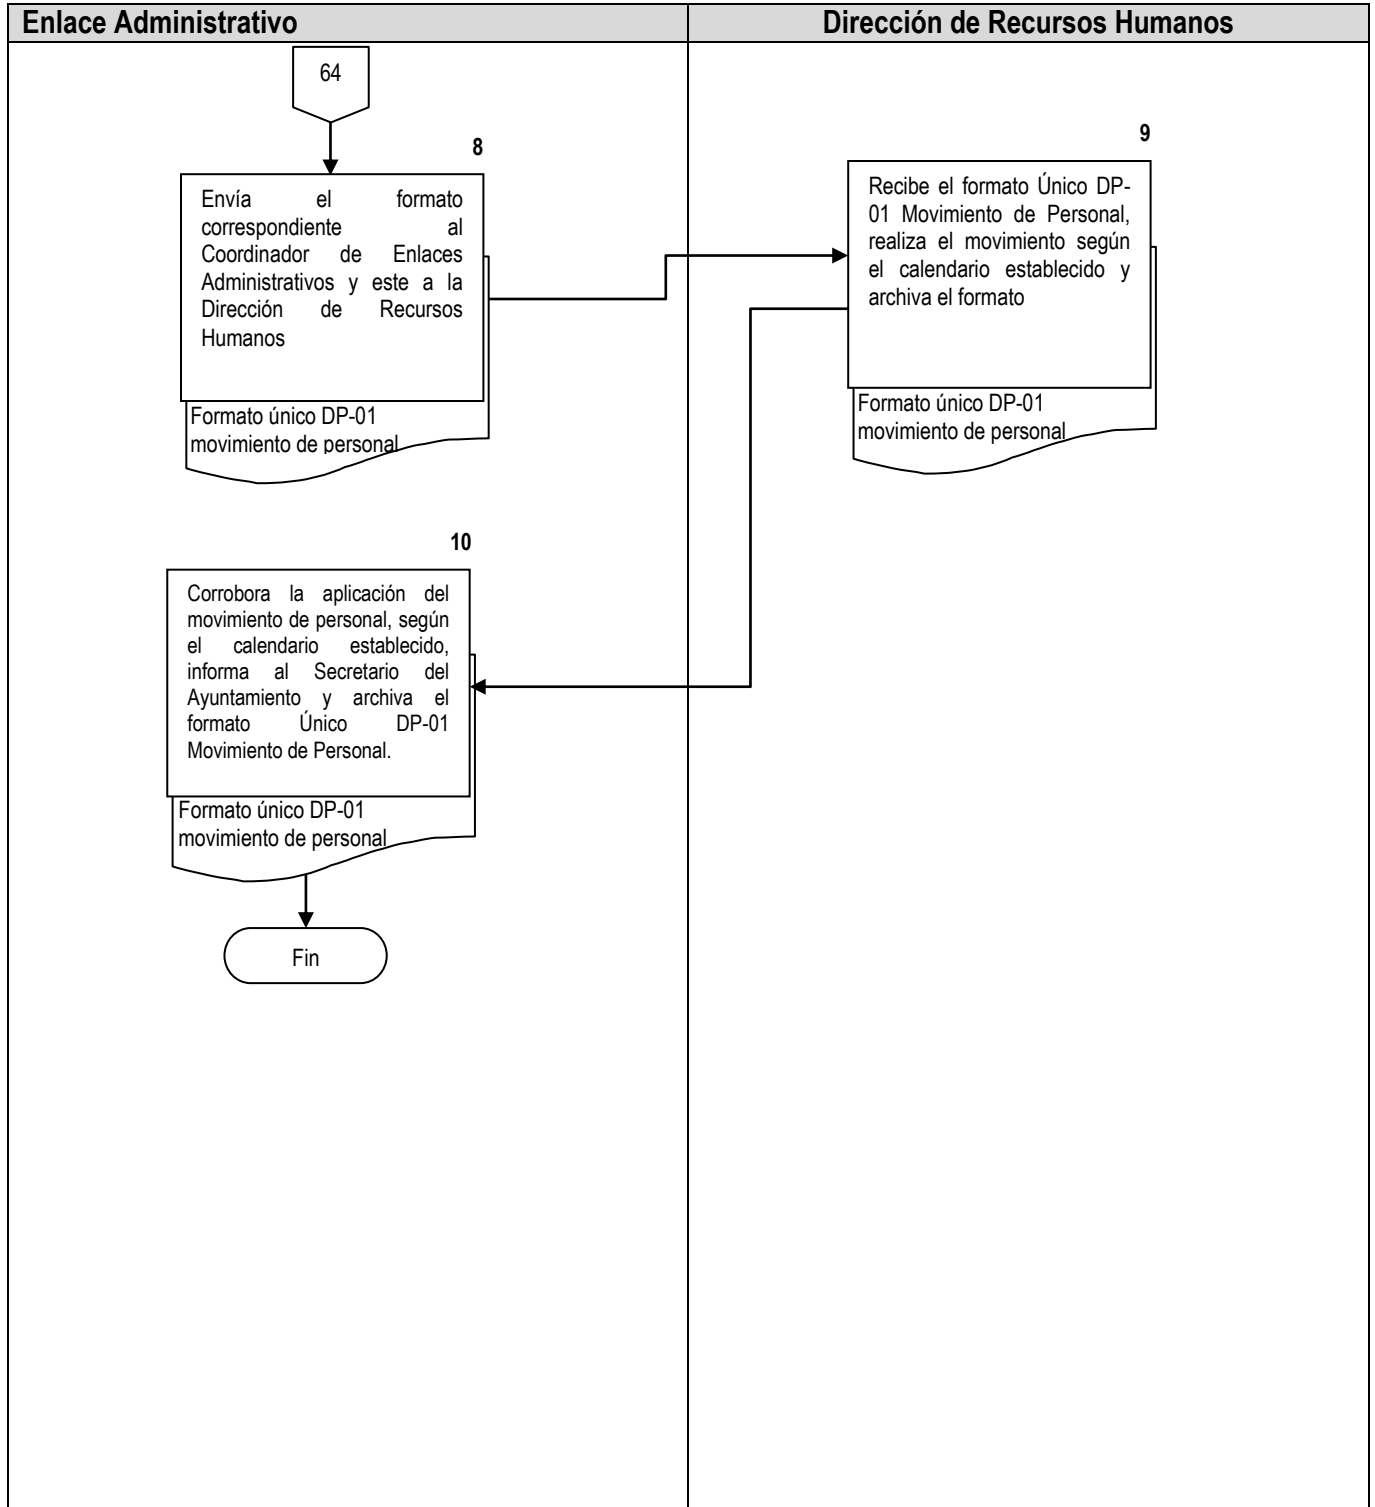 Enlace Administrativo
Dirección de Recursos Humanos
64
8
Envía el formato
correspondiente al
Coordinador de Enlaces
Administrativos y este a la
Dirección de Recursos
Humanos
Formato único DP-01
movimiento de personal
9
Recibe el formato Único DP-
01 Movimiento de Personal,
realiza el movimiento según
el calendario establecido y
archiva el formato
Formato único DP-01
movimiento de personal
10
Corrobora la aplicación del
movimiento de personal, según
el calendario establecido,
informa al Secretario del
Ayuntamiento y archiva el
formato Único DP-01
Movimiento de Personal.
Formato único DP-01
movimiento de personal
Fin